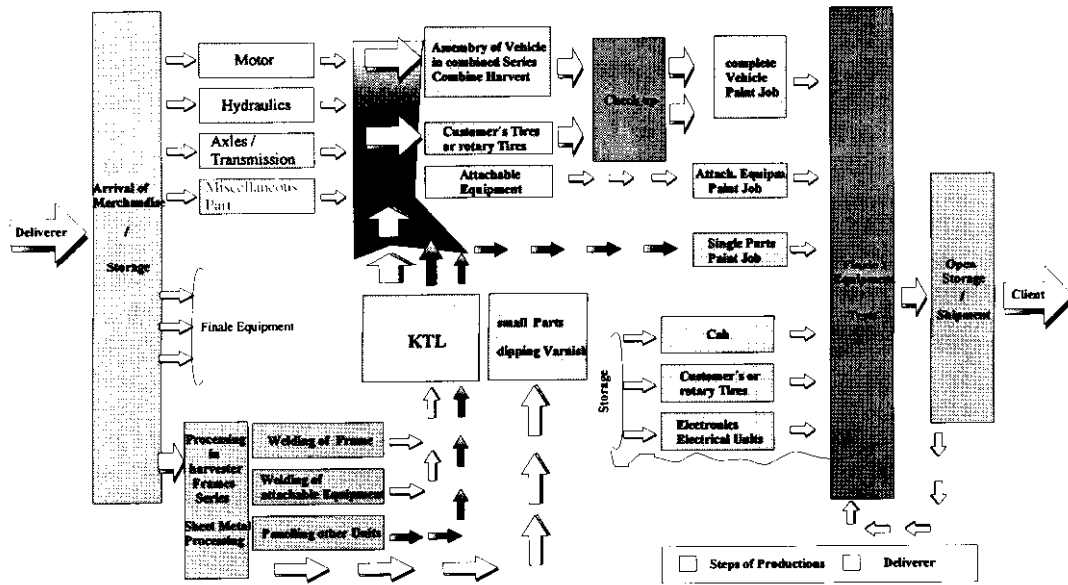 Deliverer
Arrival of
Merchandise
/
Storage
Motor
Hydraulics
Axles /
Transmission
Miscellaneous
Part
Finale Equipment
Assembry of Vehicle
in combined Series
Combine Harvest
Customer's Tires
or rotary Tires
Attachable
Equipment
Check up
complete
Vehicle
Paint Job
Attach. Equipm.
Paint Job
Single Parts
Paint Job
KTL
small Parts
dipping Varnish
Storage
Cab
Customer's or
rotary Tires
Electronics
Electrical Units
Equipment
/
Open
Storage
/
Shipment
Client
Processing
in
harvester
Frames
Series
Sheet Metal
Processing
Welding of Frame
Welding of
attachable Equipment
Punching other Units
Steps of Productions
Deliverer